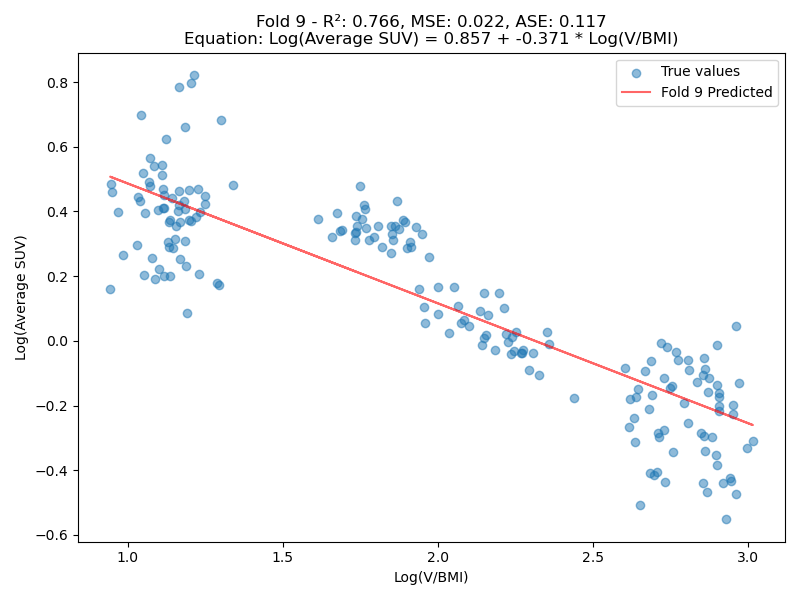 Fold 9 - R²: 0.766, MSE: 0.022, ASE: 0.117
Equation: Log(Average SUV) = 0.857 + -0.371 * Log(V/BMI)
True values
Fold 9 Predicted
0.8
0.6
0.4
0.2
0.0
−0.2
−0.4
−0.6
Log(Average SUV)
1.0 1.5 2.0 2.5 3.0
Log(V/BMI)